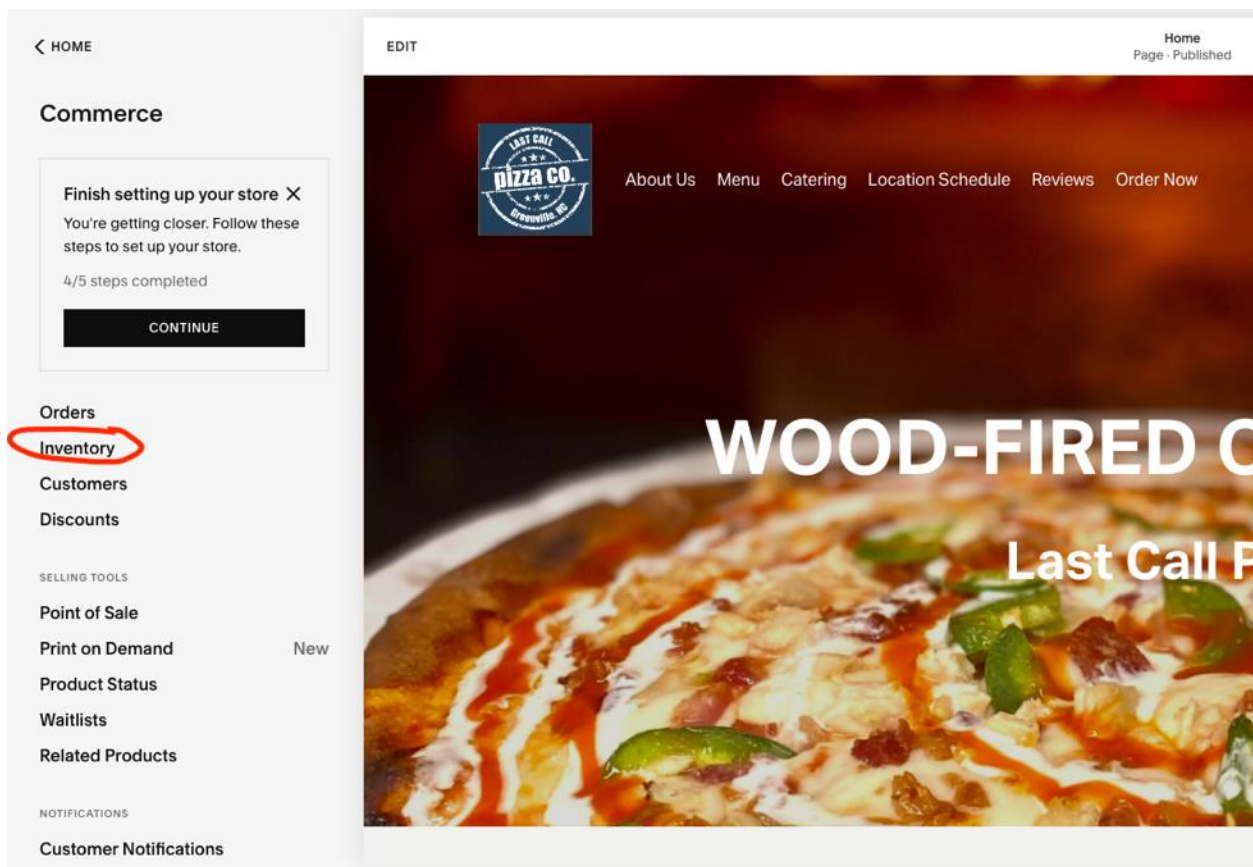 HOME
Commerce
Finish setting up your store
You're getting closer. Follow these
steps to set up your store.
4/5 steps completed
CONTINUE
Orders
Inventory
Customers
Discounts
SELLING TOOLS
Point of Sale
Print on Demand New
Product Status
Waitlists
Related Products
NOTIFICATIONS
Customer Notifications
EDIT
Home
Page · Published
LAST CALL
pizza co.
Greenville, NC
About Us Menu Catering Location Schedule Reviews Order Now
WOOD-FIRED
Last Call P